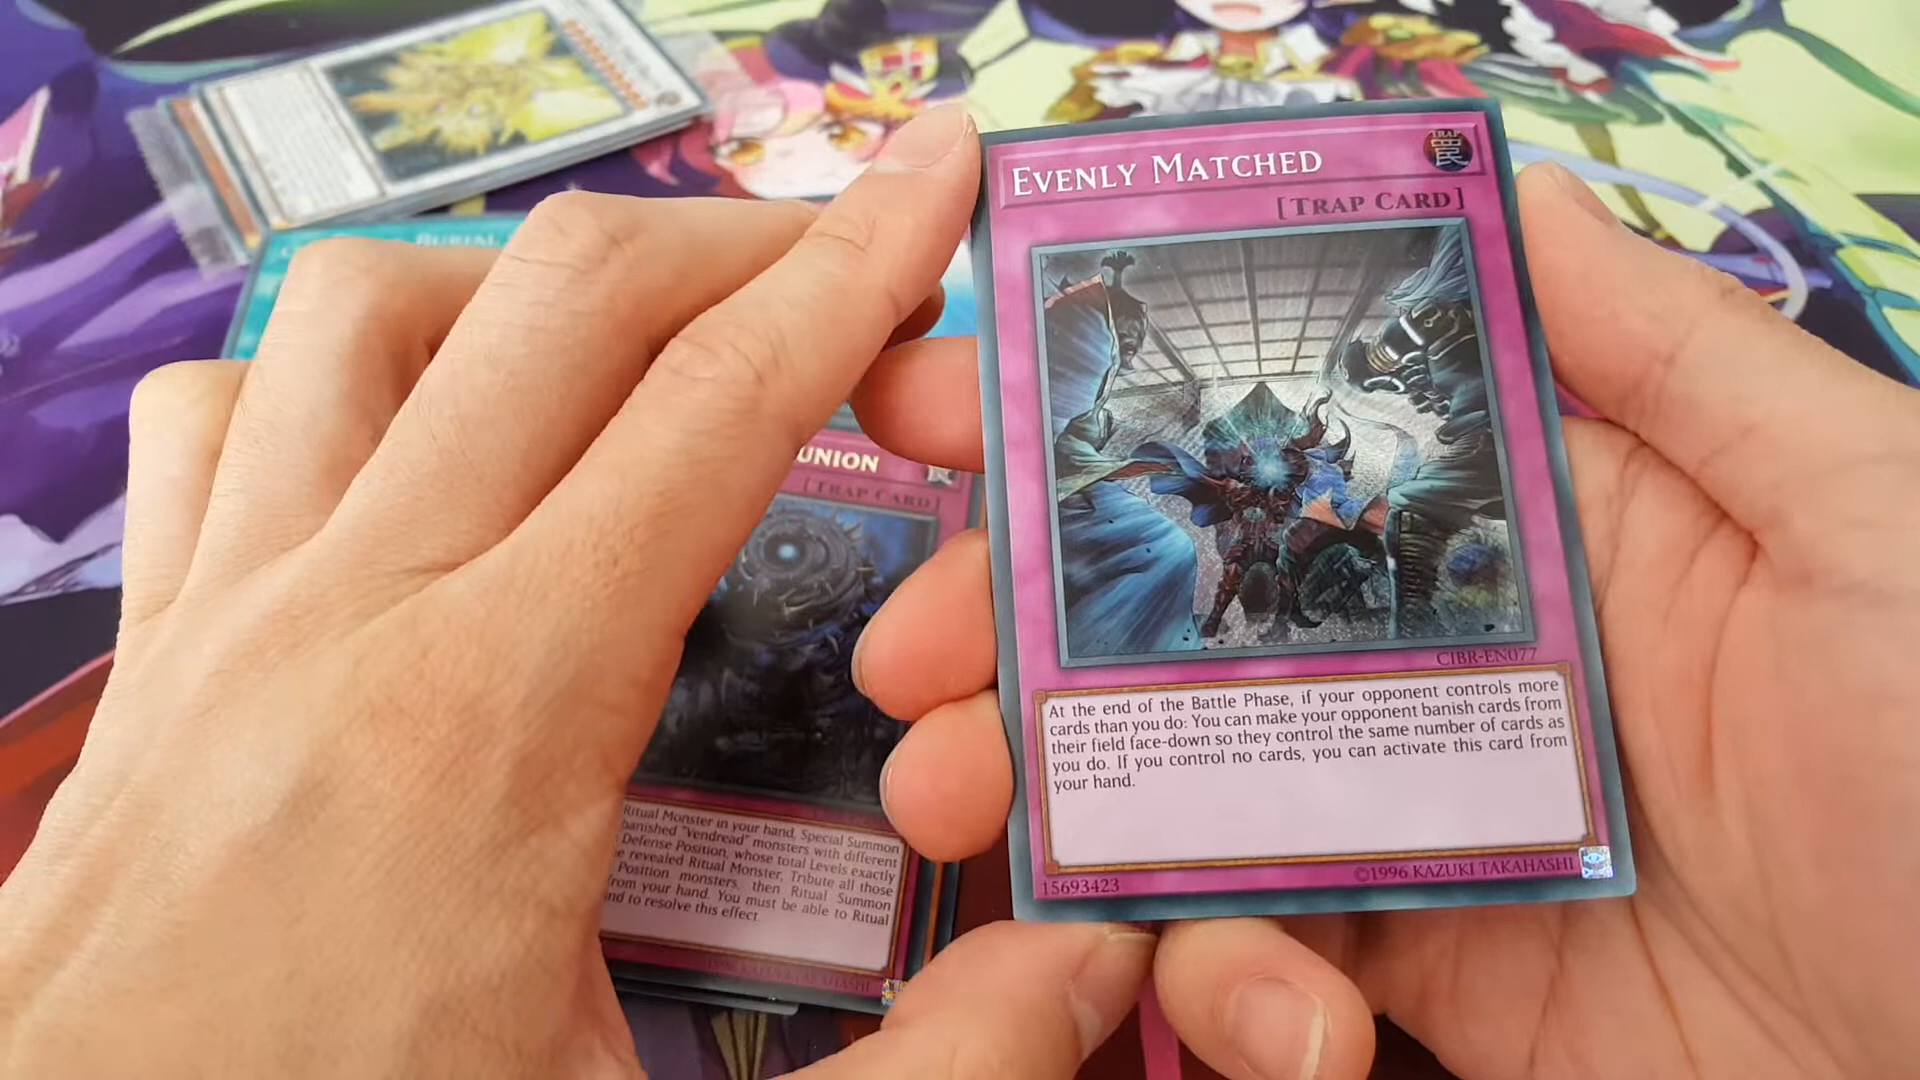 EVENLY MATCHED
TRAP
罠
[TRAP CARD]
CIBR-EN077
At the end of the Battle Phase, if your opponent controls more
cards than you do: You can make your opponent banish cards from
their field face-down so they control the same number of cards as
you do. If you control no cards, you can activate this card from
your hand.
15693423
©1996 KAZUKI TAKAHASHI
BURIAL
UNION
[TRAP CARD]
Ritual Monster in your hand, Special Summon
banished "Vendread" monsters with different
Defense Position, whose total Levels exactly
revealed Ritual Monster, Tribute all those
Position monsters, then Ritual Summon
from your hand. You must be able to Ritual
to resolve this effect.
1996 KAZUKI TAKAHASHI